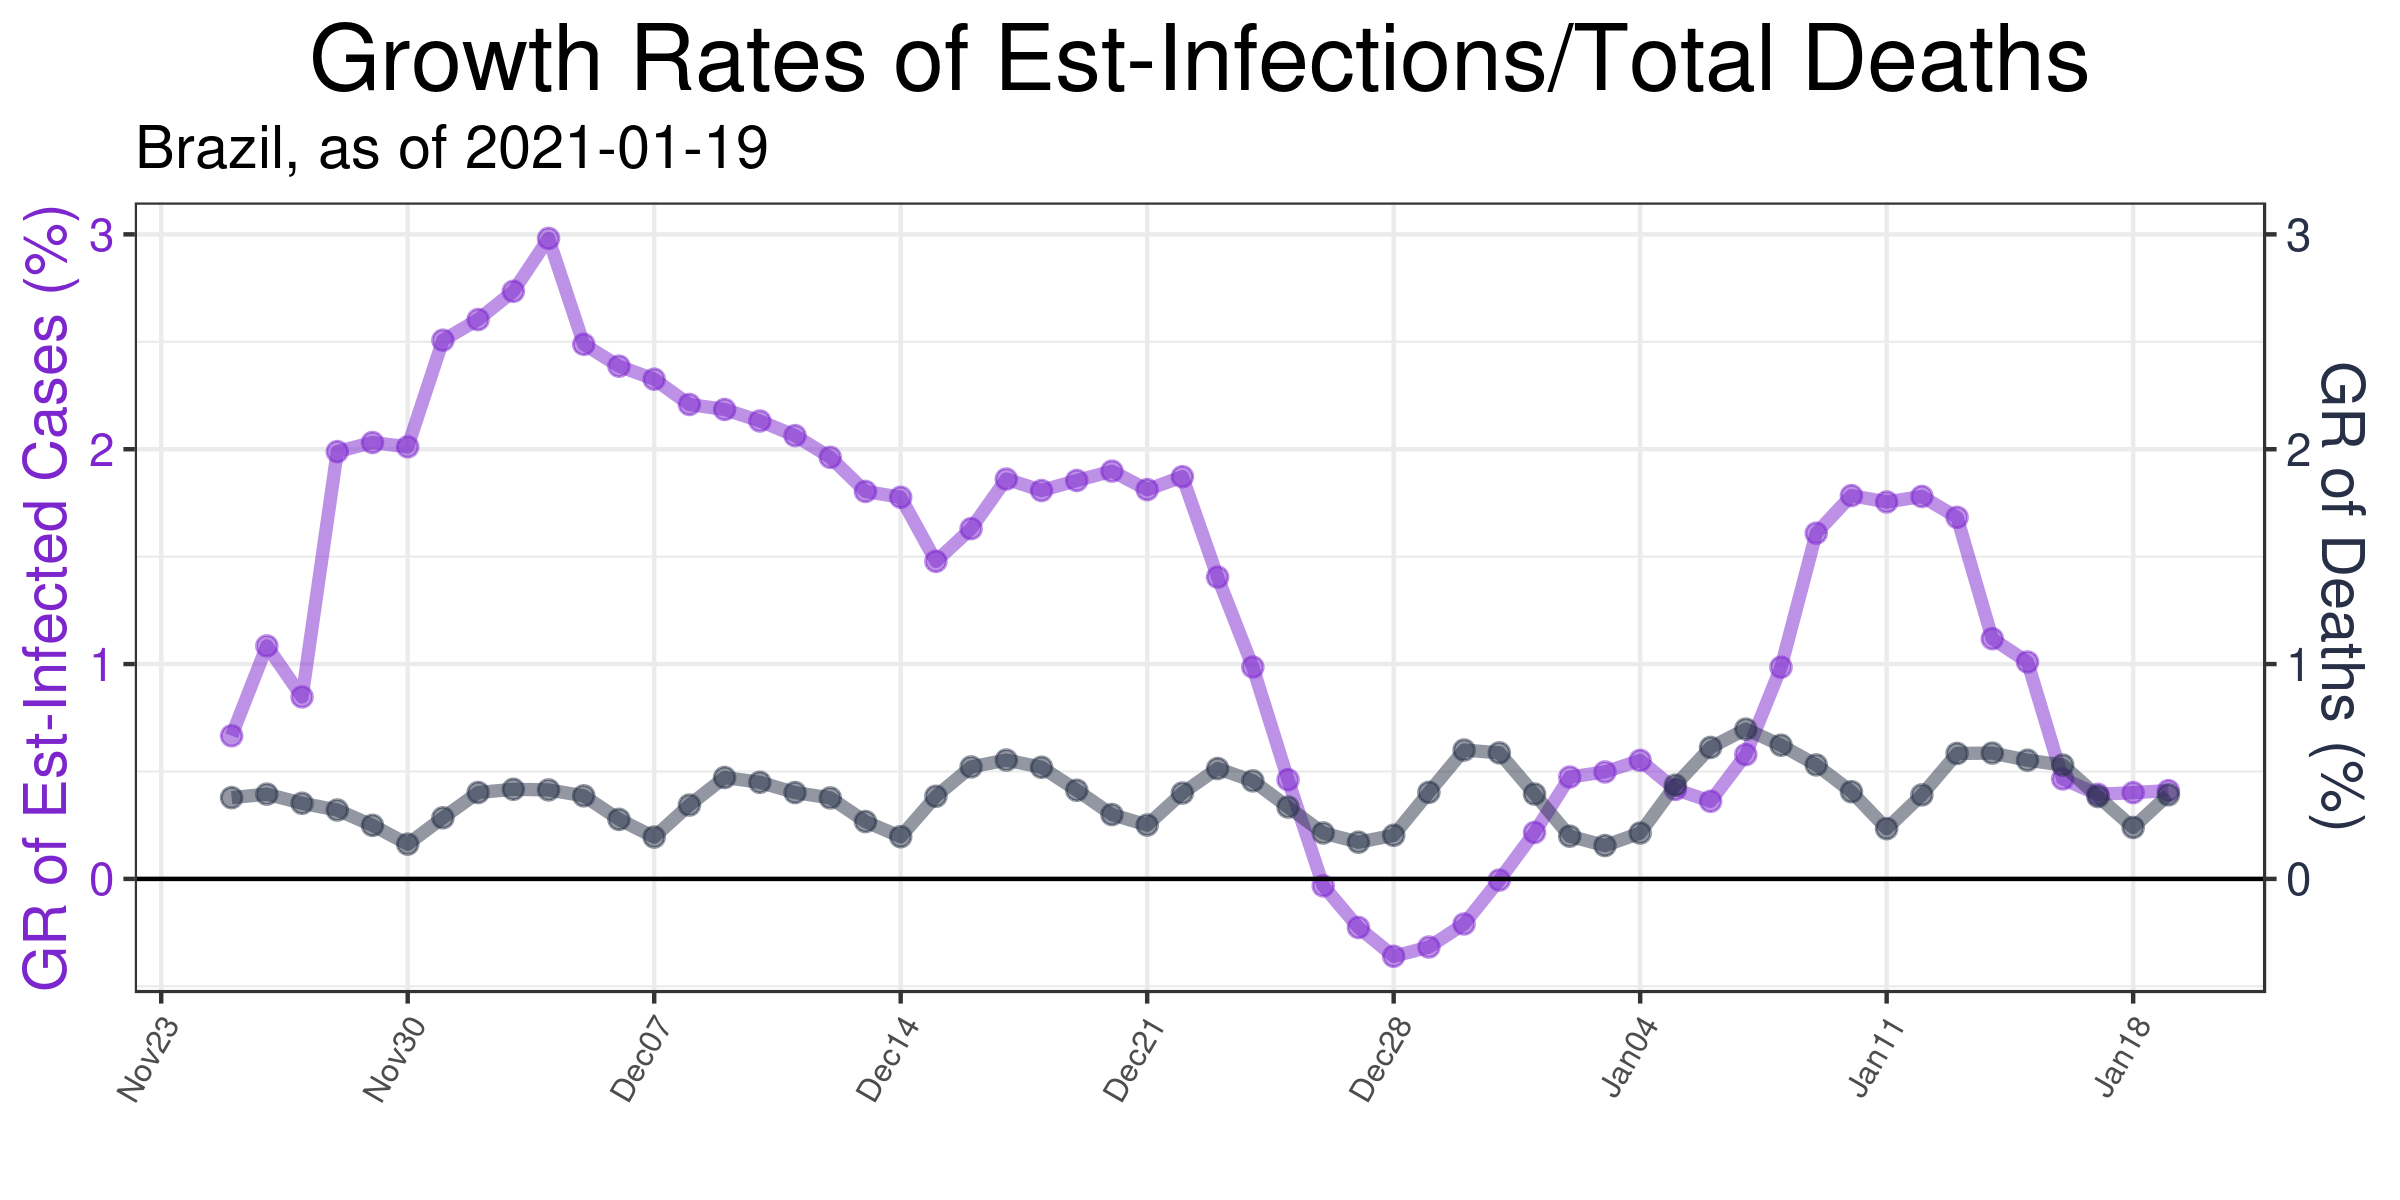 Growth Rates of Est-Infections/Total Deaths
Brazil, as of 2021-01-19
GR of Est-Infected Cases (%)
3
2
1
0
3
2
1
0
GR of Deaths (%)
Nov23
Nov30
Dec07
Dec14
Dec21
Dec28
Jan04
Jan11
Jan18